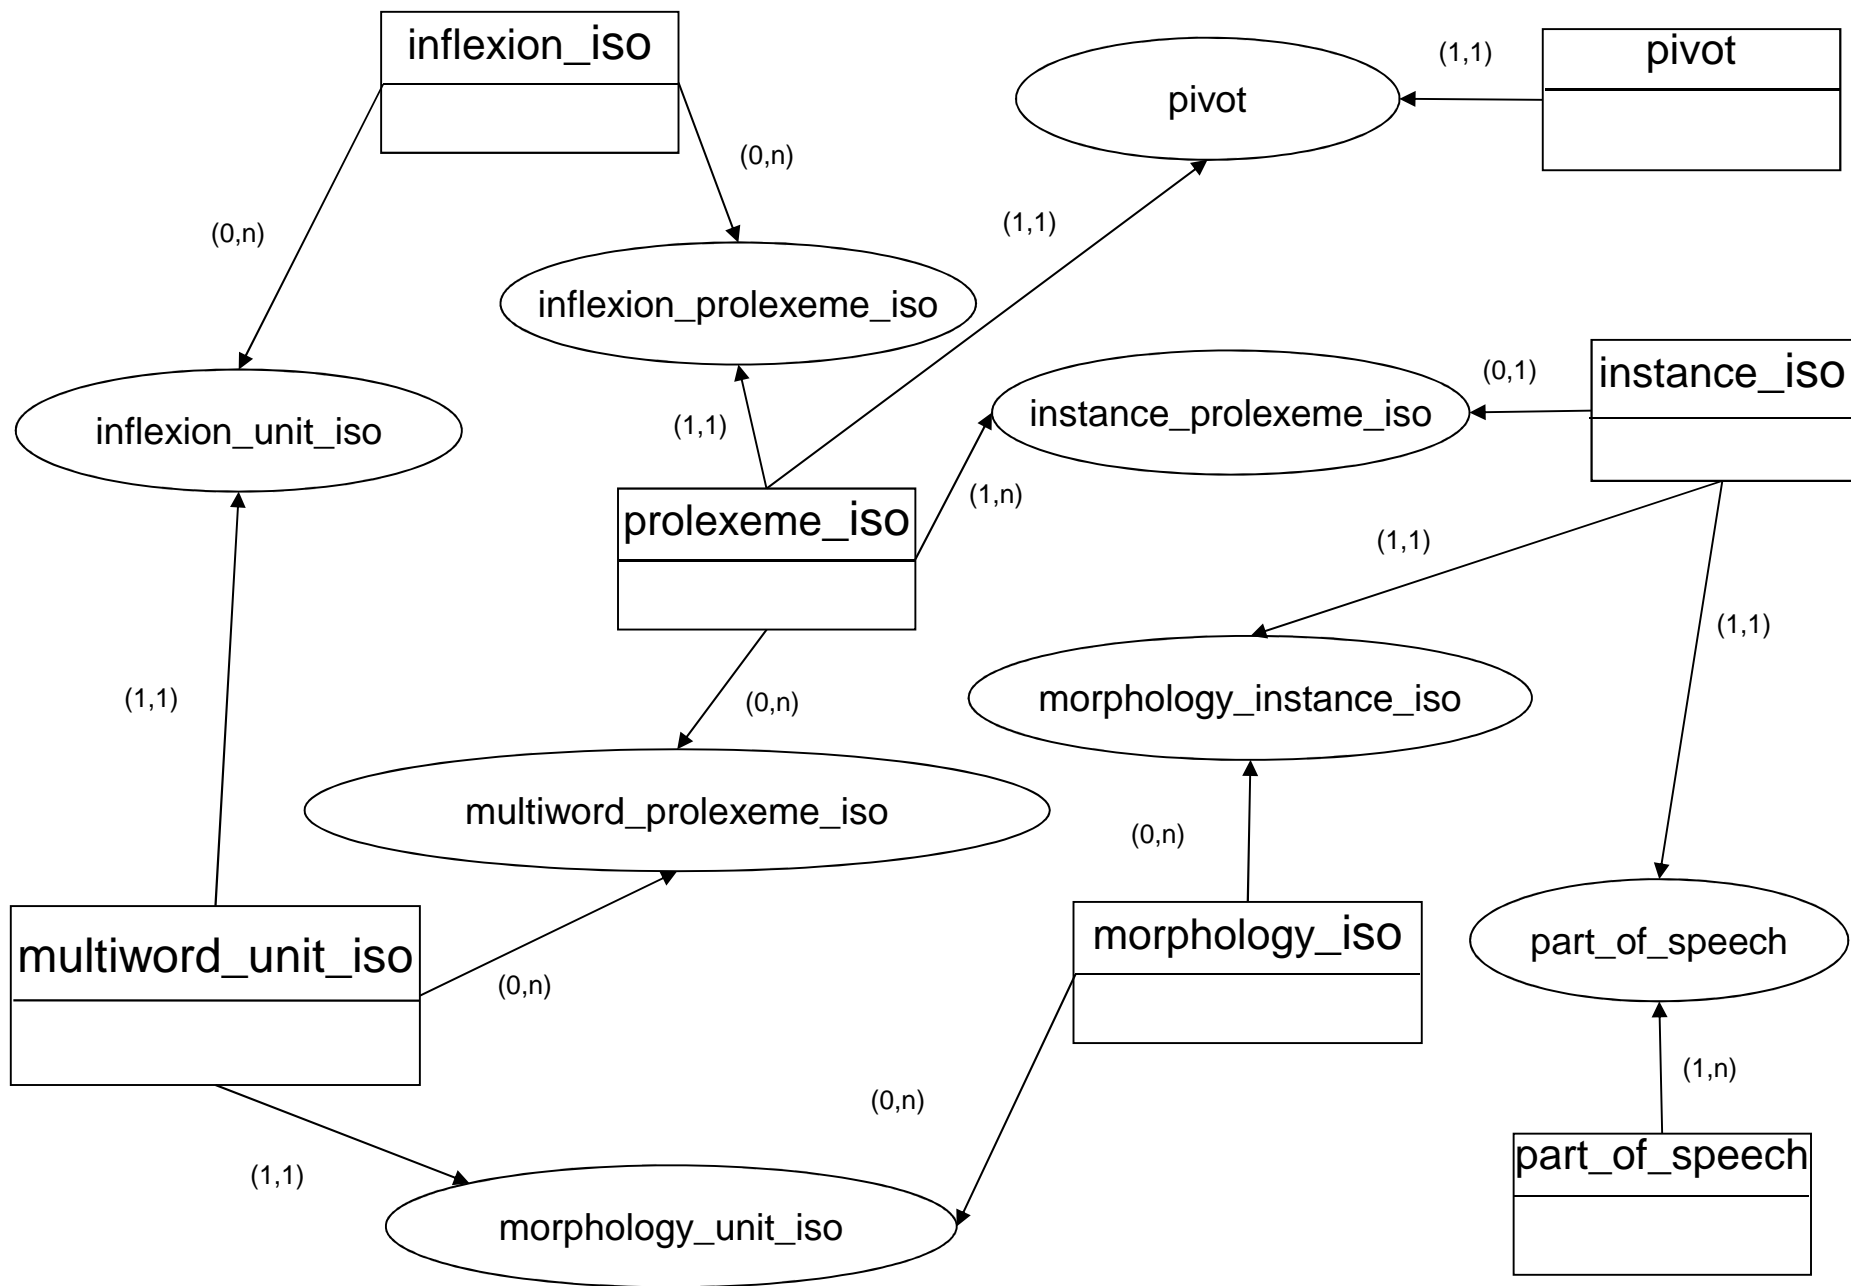 inflexion_iso
pivot
(1,1)
pivot
(0,n)
(0,n)
(1,1)
inflexion_prolexeme_iso
(0,1)
instance_iso
instance_prolexeme_iso
inflexion_unit_iso
(1,1)
(1,n)
prolexeme_iso
(1,1)
(1,1)
(1,1)
(0,n)
morphology_instance_iso
multiword_prolexeme_iso
(0,n)
morphology_iso
part_of_speech
multiword_unit_iso
(0,n)
(1,n)
(0,n)
part_of_speech
(1,1)
morphology_unit_iso